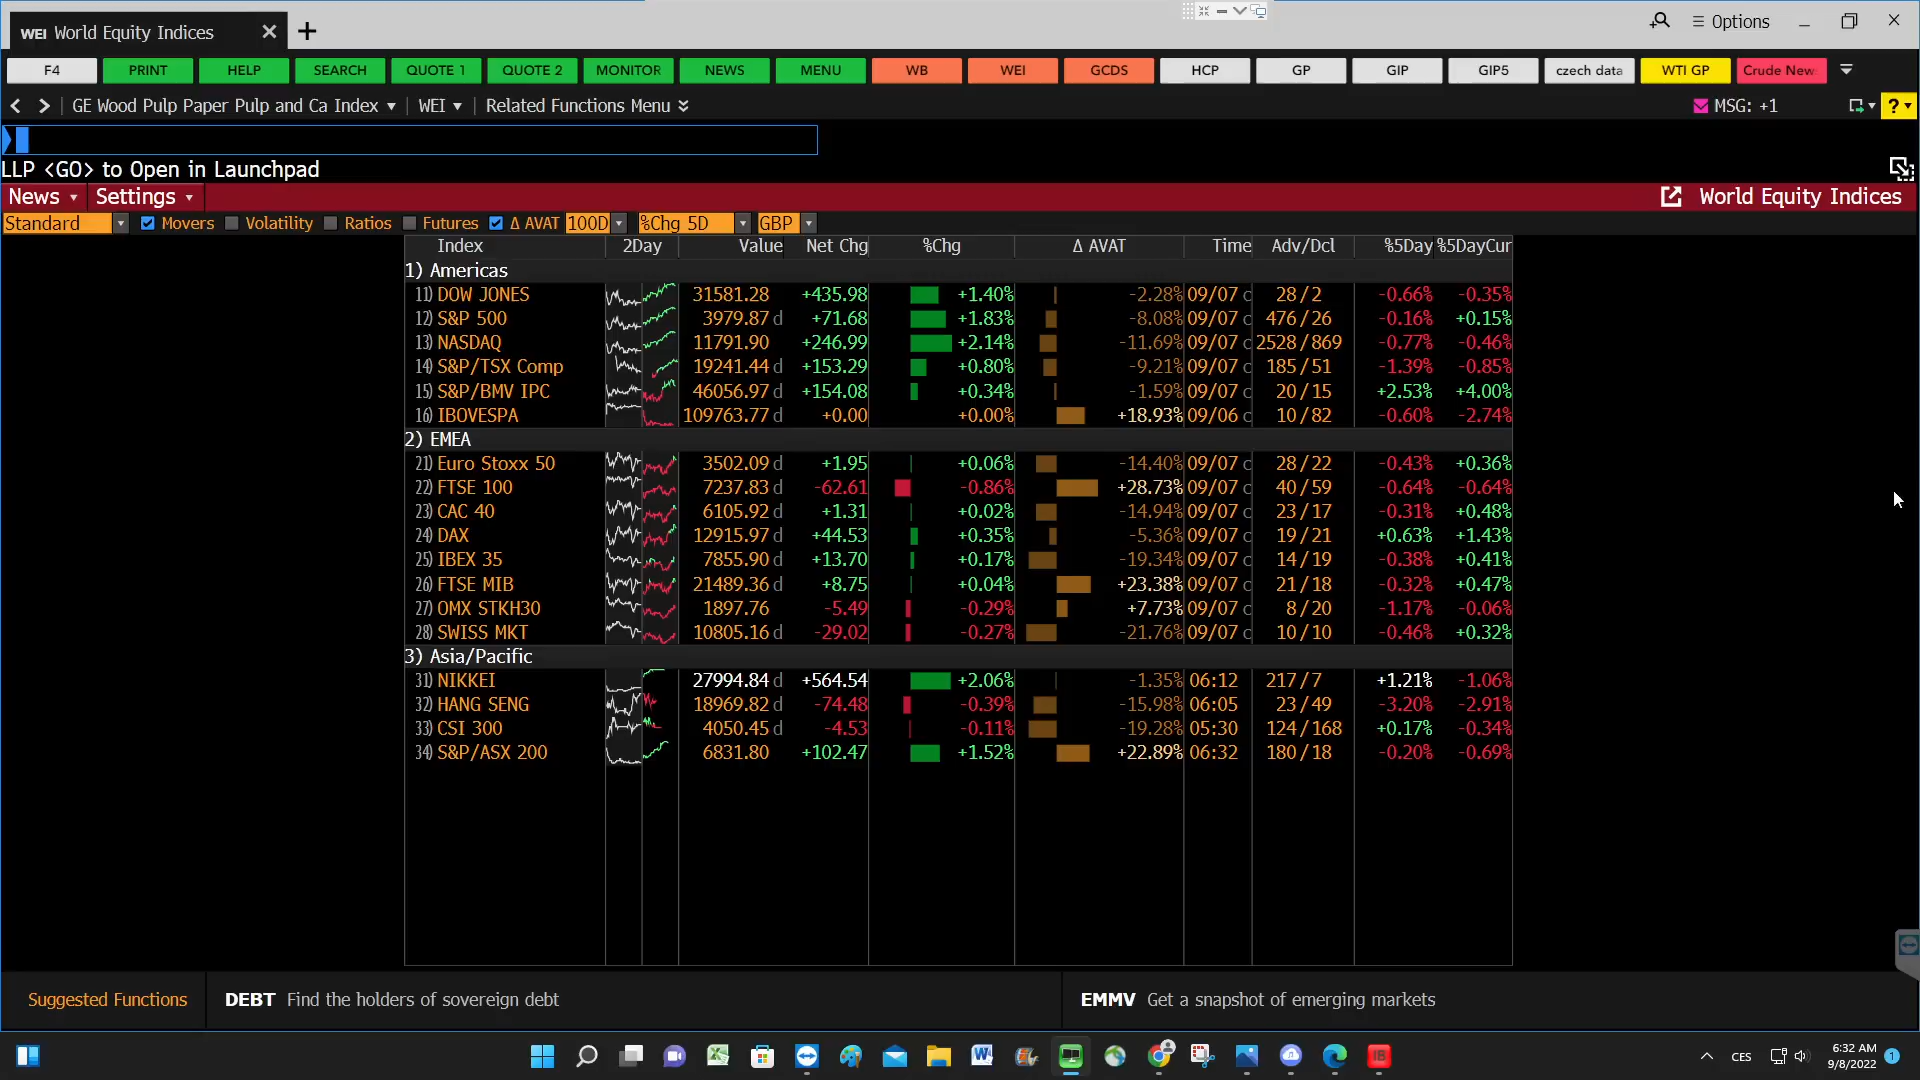 WEI World Equity Indices
Options
F4 PRINT HELP SEARCH QUOTE 1 QUOTE 2 MONITOR NEWS MENU WB WEI GCDS HCP GP GIP GIP5 czech data WTI GP Crude New
GE Wood Pulp Paper Pulp and Ca Index WEI Related Functions Menu MSG: +1 ?
LLP <GO> to Open in Launchpad
News Settings World Equity Indices
Standard Movers Volatility Ratios Futures Δ AVAT 100D %Chg 5D GBP
Index 2Day Value Net Chg %Chg Δ AVAT Time Adv/Dcl %5Day %5DayCur
1) Americas
11) DOW JONES 31581.28 +435.98 +1.40% -2.28% 09/07 c 28/2 -0.66% -0.35%
12) S&P 500 3979.87 d +71.68 +1.83% -8.08% 09/07 c 476/26 -0.16% +0.15%
13) NASDAQ 11791.90 +246.99 +2.14% -11.69% 09/07 c 2528/869 -0.77% -0.46%
14) S&P/TSX Comp 19241.44 d +153.29 +0.80% -9.21% 09/07 c 185/51 -1.39% -0.85%
15) S&P/BMV IPC 46056.97 d +154.08 +0.34% -1.59% 09/07 c 20/15 +2.53% +4.00%
16) IBOVESPA 109763.77 d +0.00 +0.00% +18.93% 09/06 c 10/82 -0.60% -2.74%
2) EMEA
21) Euro Stoxx 50 3502.09 d +1.95 +0.06% -14.40% 09/07 c 28/22 -0.43% +0.36%
22) FTSE 100 7237.83 d -62.61 -0.86% +28.73% 09/07 c 40/59 -0.64% -0.64%
23) CAC 40 6105.92 d +1.31 +0.02% -14.94% 09/07 c 23/17 -0.31% +0.48%
24) DAX 12915.97 d +44.53 +0.35% -5.36% 09/07 c 19/21 +0.63% +1.43%
25) IBEX 35 7855.90 d +13.70 +0.17% -19.34% 09/07 c 14/19 -0.38% +0.41%
26) FTSE MIB 21489.36 d +8.75 +0.04% +23.38% 09/07 c 21/18 -0.32% +0.47%
27) OMX STKH30 1897.76 -5.49 -0.29% +7.73% 09/07 c 8/20 -1.17% -0.06%
28) SWISS MKT 10805.16 d -29.02 -0.27% -21.76% 09/07 c 10/10 -0.46% +0.32%
3) Asia/Pacific
31) NIKKEI 27994.84 d +564.54 +2.06% -1.35% 06:12 217/7 +1.21% -1.06%
32) HANG SENG 18969.82 d -74.48 -0.39% -15.98% 06:05 23/49 -3.20% -2.91%
33) CSI 300 4050.45 d -4.53 -0.11% -19.28% 05:30 124/168 +0.17% -0.34%
34) S&P/ASX 200 6831.80 +102.47 +1.52% +22.89% 06:32 180/18 -0.20% -0.69%
Suggested Functions DEBT Find the holders of sovereign debt EMMV Get a snapshot of emerging markets
CES 6:32 AM
9/8/2022 1
IB